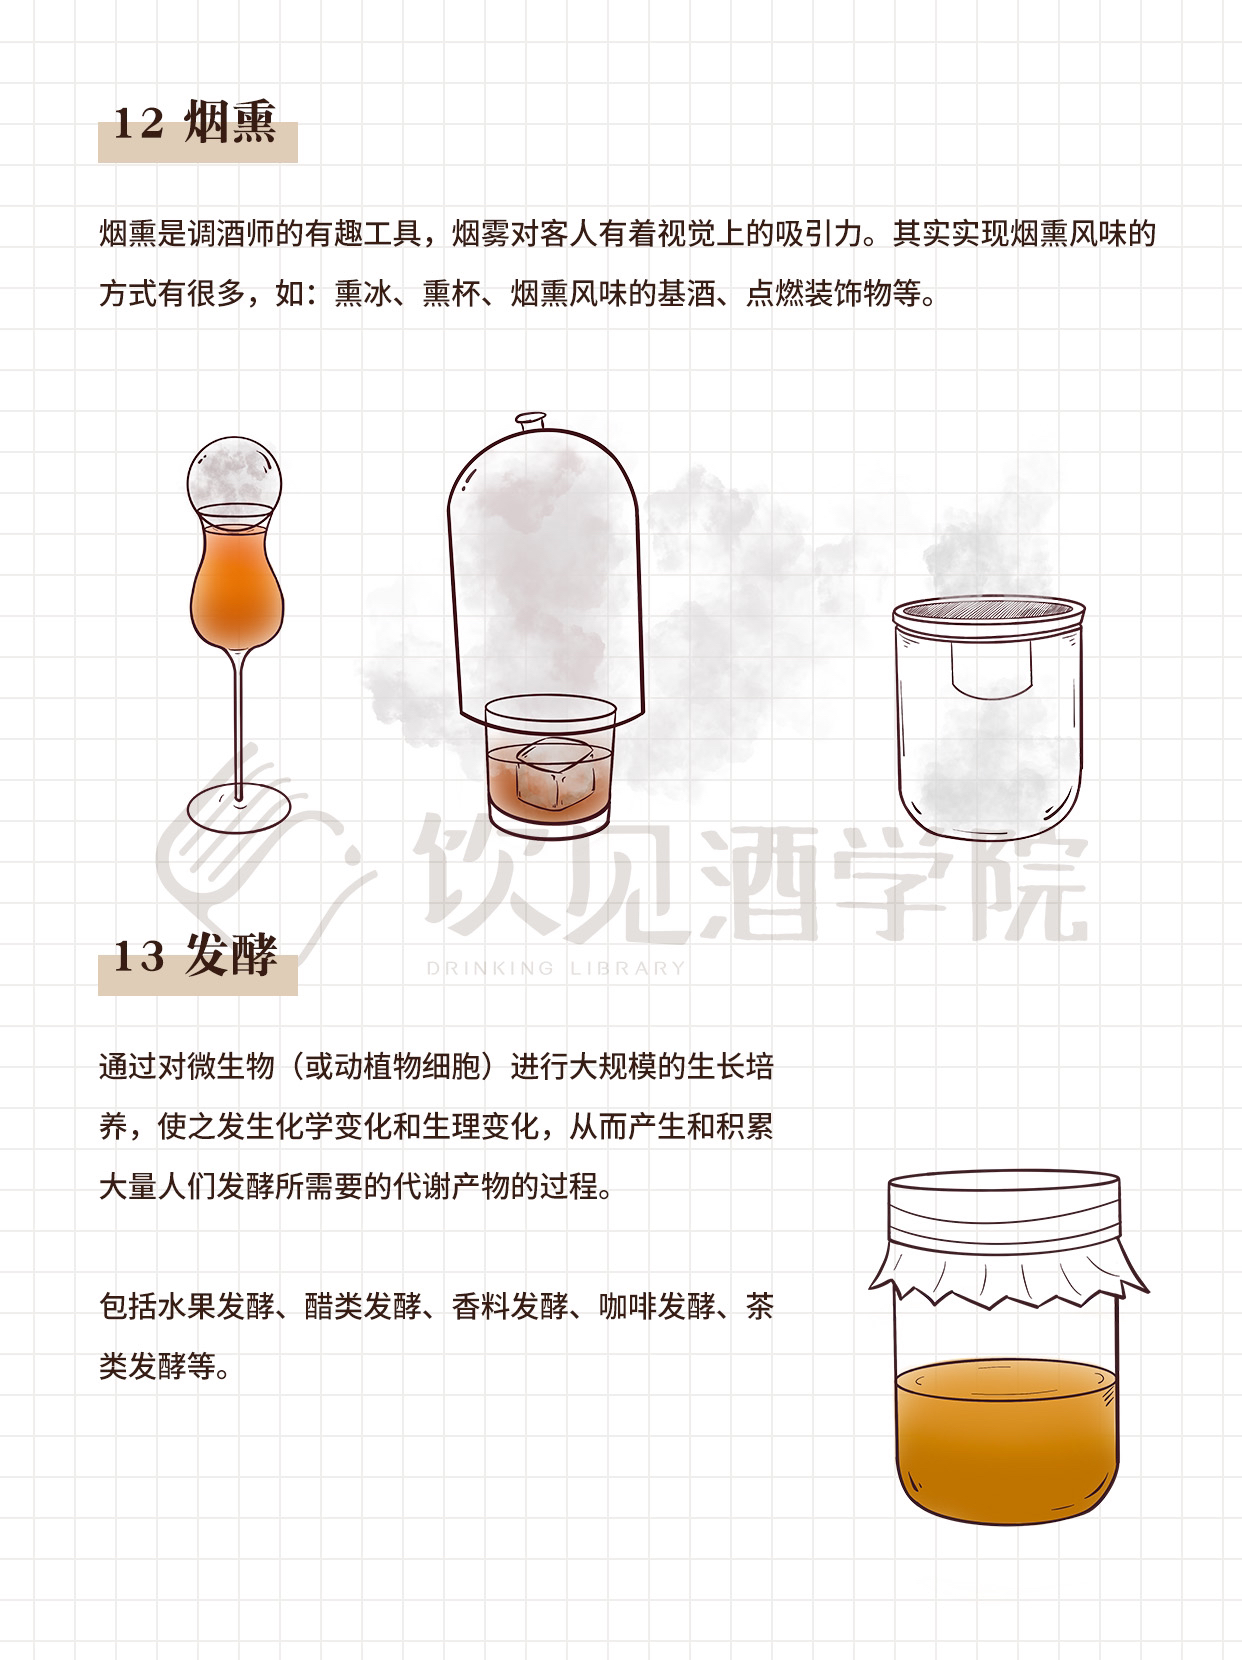 12 烟熏
烟熏是调酒师的有趣工具，烟雾对客人有着视觉上的吸引力。其实实现烟熏风味的
方式有很多，如：熏冰、熏杯、烟熏风味的基酒、点燃装饰物等。
饮见酒学院
DRINKING LIBRARY
13 发酵
通过对微生物（或动植物细胞）进行大规模的生长培
养，使之发生化学变化和生理变化，从而产生和积累
大量人们发酵所需要的代谢产物的过程。
包括水果发酵、醋类发酵、香料发酵、咖啡发酵、茶
类发酵等。